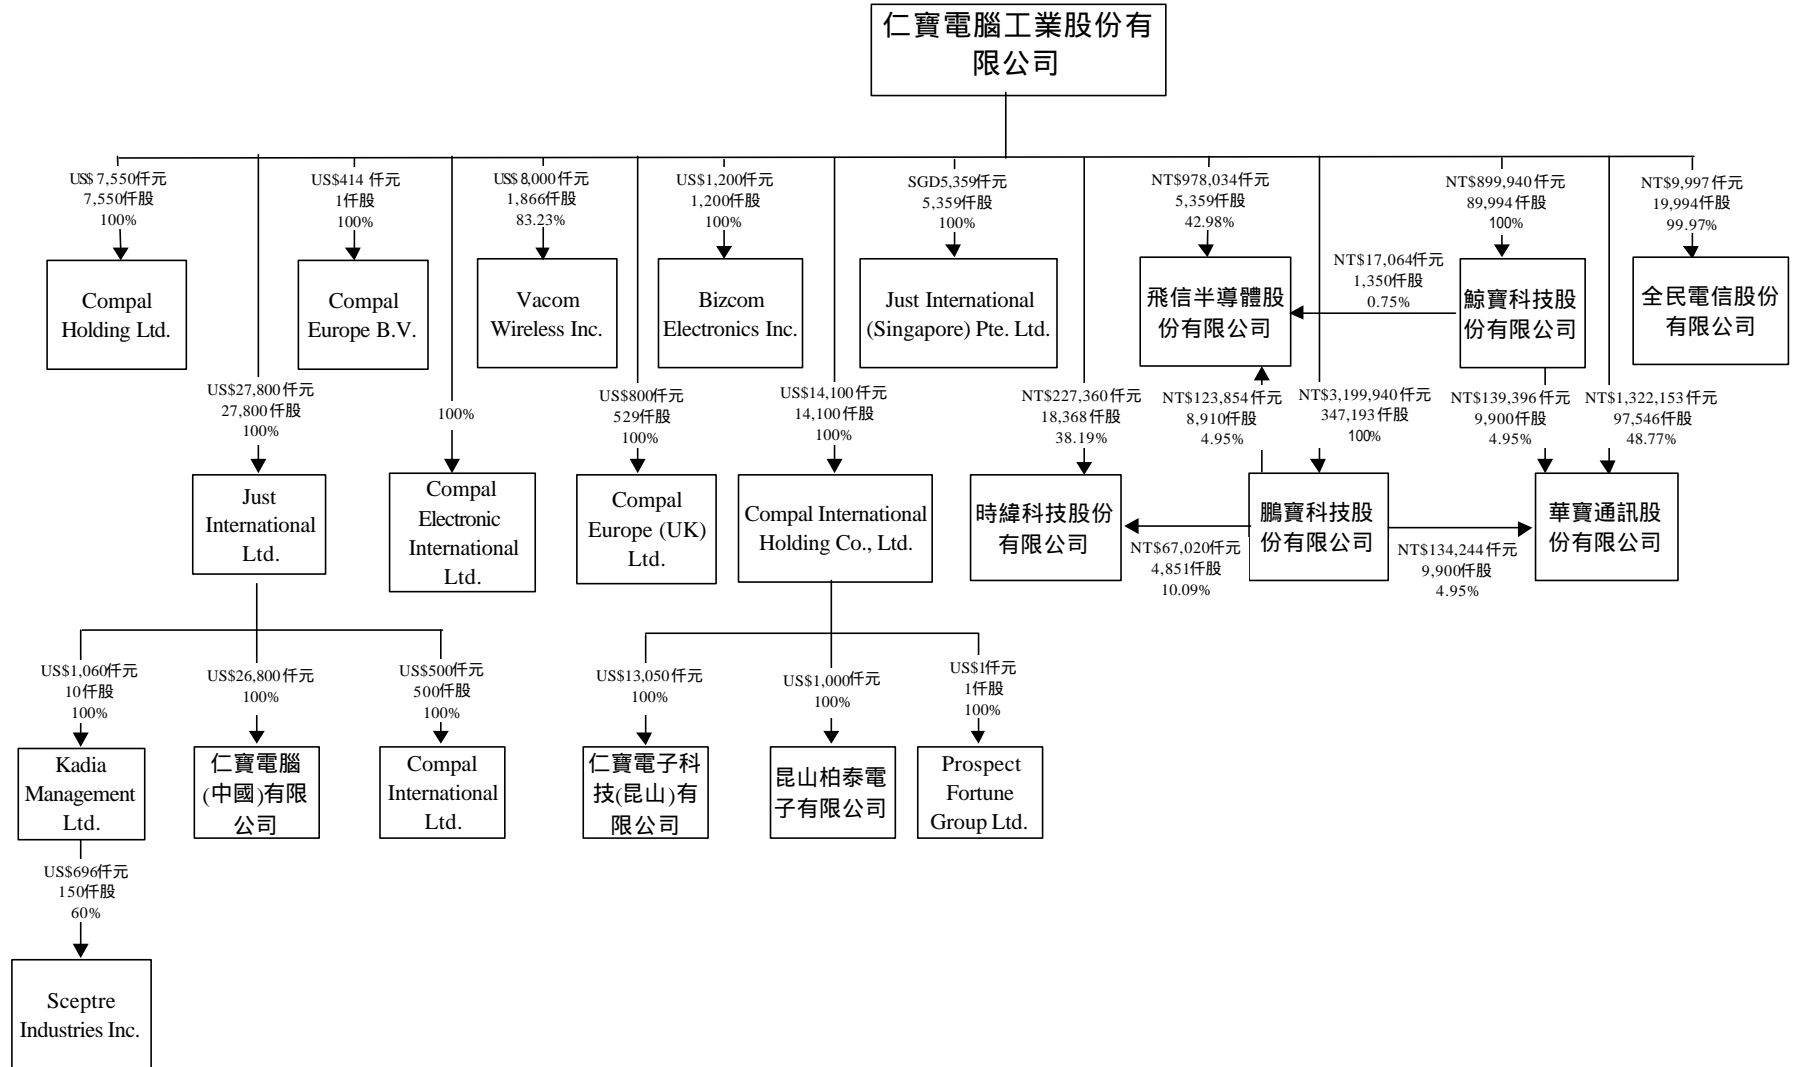 仁寶電腦工業股份有
限公司
US$7,550仟元
7,550仟股
100%
US$414 仟元
1仟股
100%
US$8,000仟元
1,866仟股
83.23%
US$1,200仟元
1,200仟股
100%
SGD5,359仟元
5,359仟股
100%
NT$978,034仟元
5,359仟股
42.98%
NT$899,940仟元
89,994仟股
100%
NT$9,997仟元
19,994仟股
99.97%
Compal
Holding Ltd.
Compal
Europe B.V.
Vacom
Wireless Inc.
Bizcom
Electronics Inc.
Just International
(Singapore) Pte. Ltd.
飛信半導體股
份有限公司
NT$17,064仟元
1,350仟股
0.75%
鯨寶科技股
份有限公司
全民電信股份
有限公司
US$27,800仟元
27,800仟股
100%
100%
US$800仟元
529仟股
100%
US$14,100仟元
14,100仟股
100%
NT$227,360仟元
18,368仟股
38.19%
NT$123,854仟元
8,910仟股
4.95%
NT$3,199,940仟元
347,193仟股
100%
NT$139,396仟元
9,900仟股
4.95%
NT$1,322,153仟元
97,546仟股
48.77%
Just
International
Ltd.
Compal
Electronic
International
Ltd.
Compal
Europe (UK)
Ltd.
Compal International
Holding Co., Ltd.
時緯科技股份
有限公司
鵬寶科技股
份有限公司
華寶通訊股
份有限公司
NT$67,020仟元
4,851仟股
10.09%
NT$134,244仟元
9,900仟股
4.95%
US$1,060仟元
10仟股
100%
US$26,800仟元
100%
US$500仟元
500仟股
100%
US$13,050仟元
100%
US$1,000仟元
100%
US$1仟元
1仟股
100%
Kadia
Management
Ltd.
仁寶電腦
(中國)有限
公司
Compal
International
Ltd.
仁寶電子科
技(昆山)有
限公司
昆山柏泰電
子有限公司
Prospect
Fortune
Group Ltd.
US$696仟元
150仟股
60%
Sceptre
Industries Inc.